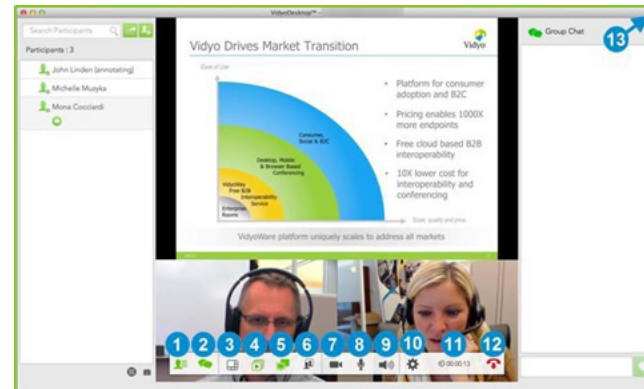 VidyoDesktop™ -
Search Participants
Participants : 3
John Linden (annotating)
Michelle Muzyka
Mona Cocciardi
Vidyo Drives Market Transition
Vidyo
Ease of Use
Consumer,
Social & B2C
Desktop, Mobile
& Browser Based
Conferencing
VidyoWay
Free B2B
Interoperability
Service
Enterprise
Rooms
Scale, quality and price
• Platform for consumer
adoption and B2C
• Pricing enables 1000X
more endpoints
• Free cloud based B2B
interoperability
• 10X lower cost for
interoperability and
conferencing
VidyoWare platform uniquely scales to address all markets
Group Chat
13
1 2 3 4 5 6 7 8 9 10 11 12
00:00:13